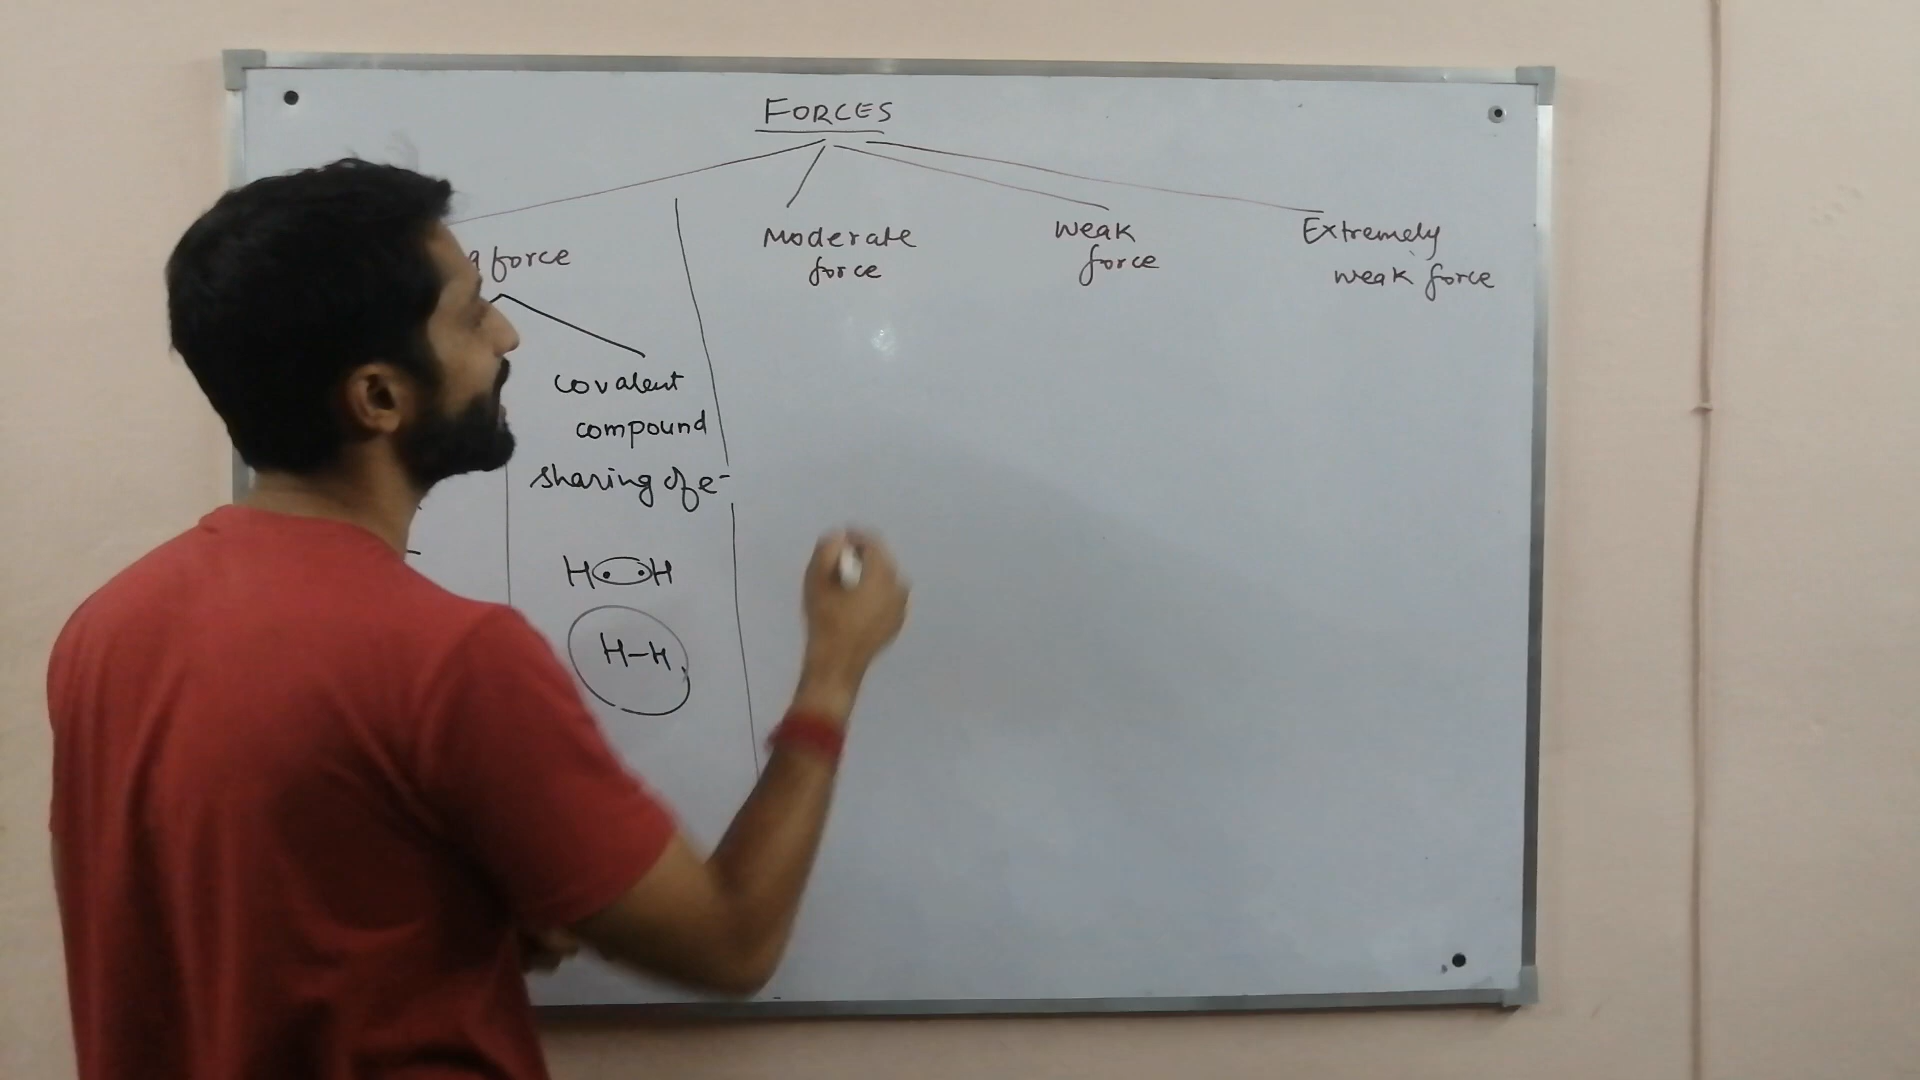 FORCES
force
Moderate
force
Weak
force
Extremely
weak force
covalent
compound
sharing of e-
H••H
H-H